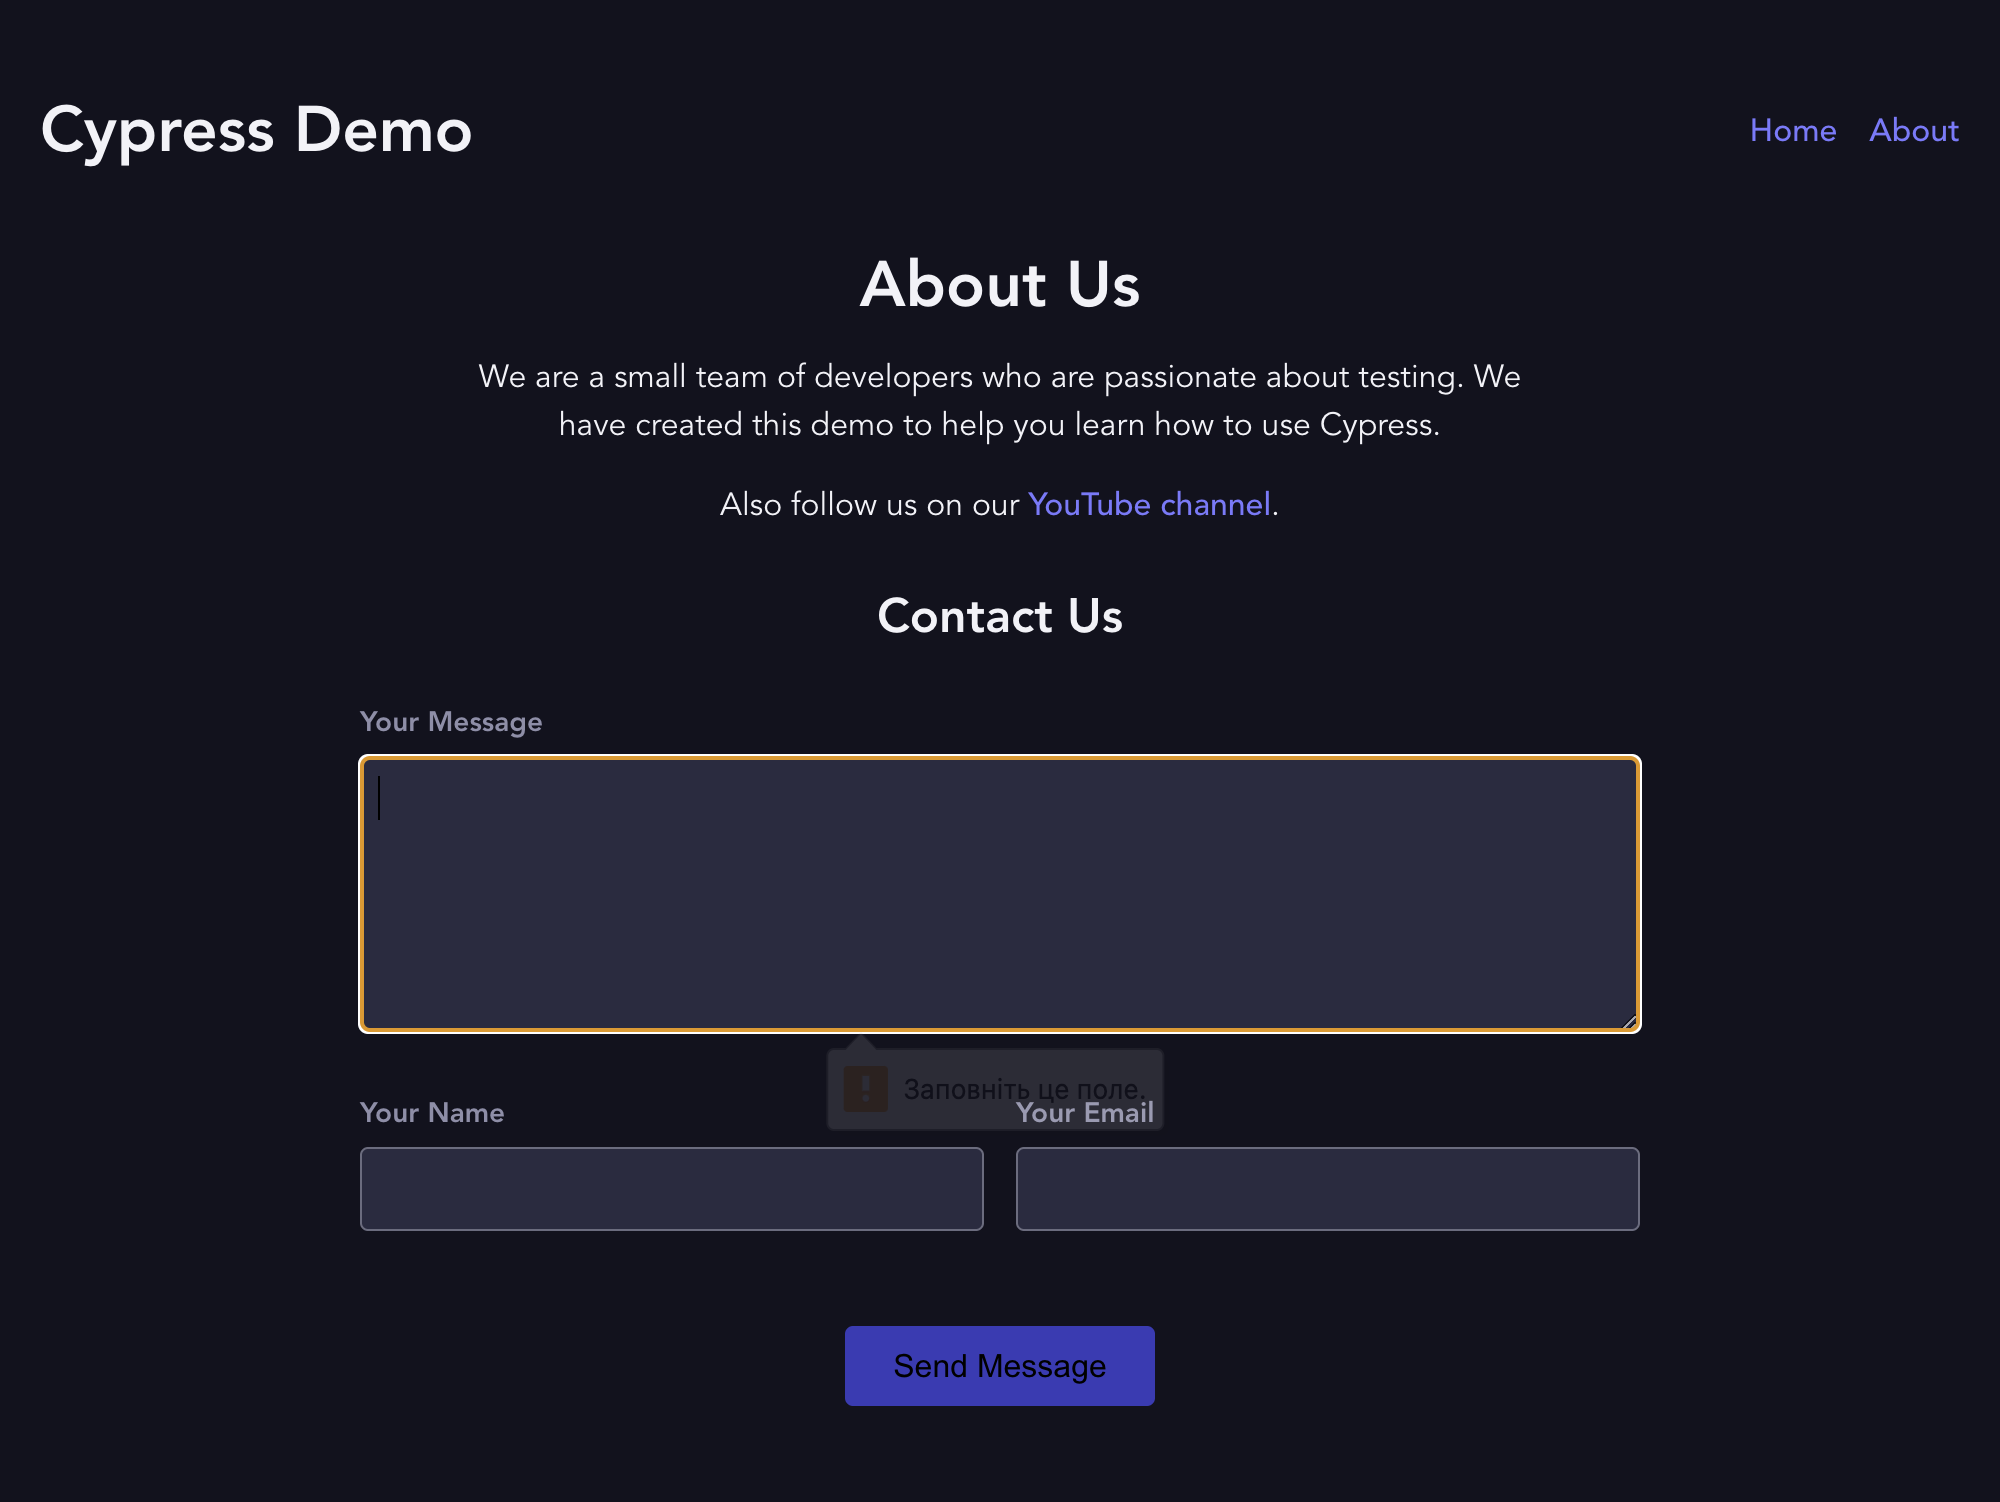 Cypress Demo
Home About
About Us
We are a small team of developers who are passionate about testing. We
have created this demo to help you learn how to use Cypress.
Also follow us on our YouTube channel.
Contact Us
Your Message
Заповніть це поле.
Your Name
Your Email
Send Message